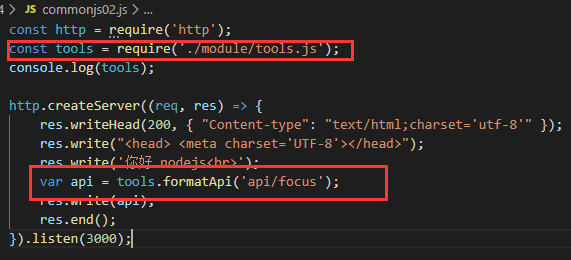 4 > JS commonjs02.js > ...
const http = require('http');
const tools = require('./module/tools.js');
console.log(tools);
http.createServer((req, res) => {
res.writeHead(200, { "Content-type": "text/html;charset='utf-8'" });
res.write("<head> <meta charset='UTF-8'></head>");
res.write('你好 nodejs<br>');
var api = tools.formatApi('api/focus');
res.write(api);
res.end();
}).listen(3000);